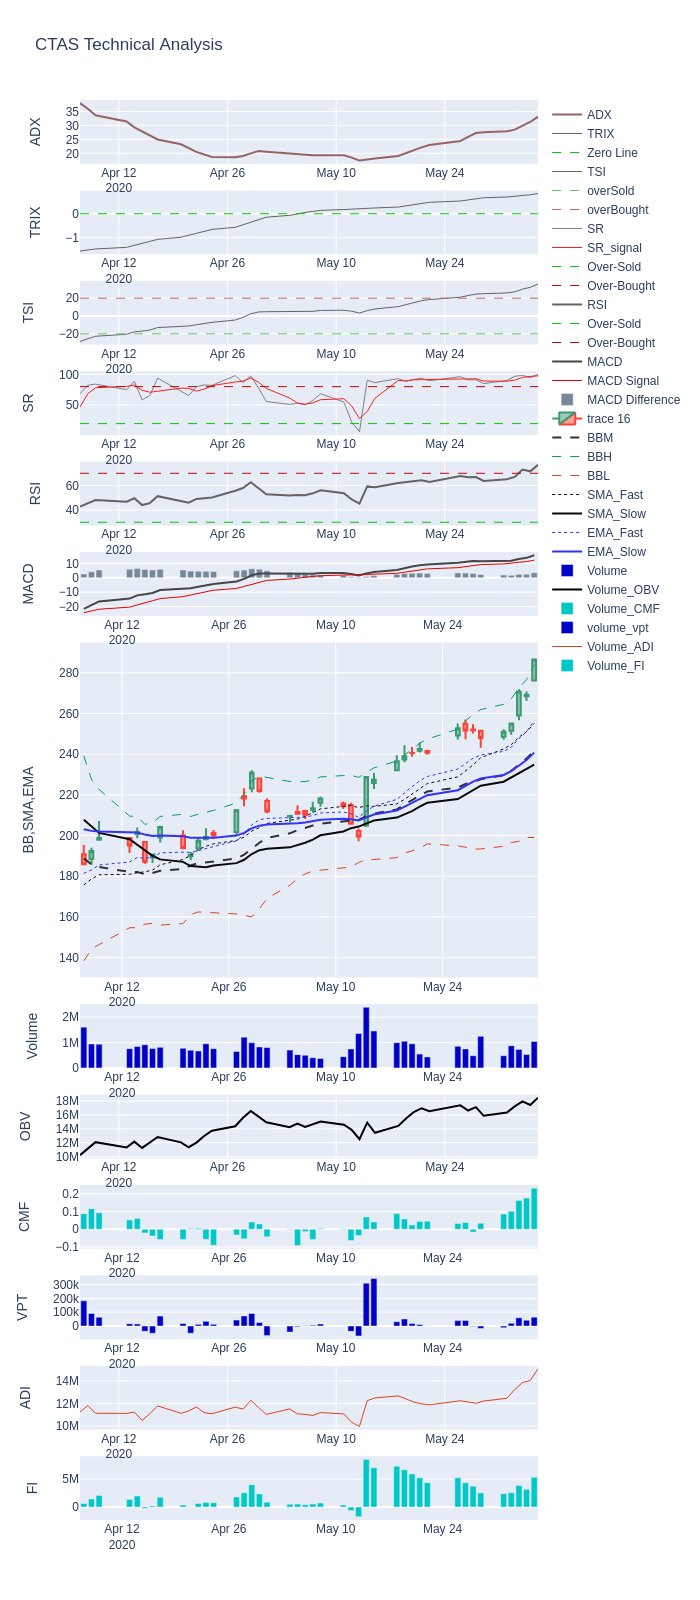 CTAS Technical Analysis
ADX
35
30
25
20
Apr 12
2020
Apr 26
May 10
May 24
TRIX
0
−1
Apr 12
2020
Apr 26
May 10
May 24
TSI
20
0
−20
Apr 12
2020
Apr 26
May 10
May 24
SR
100
50
Apr 12
2020
Apr 26
May 10
May 24
RSI
60
40
Apr 12
2020
Apr 26
May 10
May 24
MACD
10
0
−10
−20
Apr 12
2020
Apr 26
May 10
May 24
BB,SMA,EMA
280
260
240
220
200
180
160
140
Apr 12
2020
Apr 26
May 10
May 24
Volume
2M
1M
0
Apr 12
2020
Apr 26
May 10
May 24
OBV
18M
16M
14M
12M
10M
Apr 12
2020
Apr 26
May 10
May 24
CMF
0.2
0.1
0
−0.1
Apr 12
2020
Apr 26
May 10
May 24
VPT
300k
200k
100k
0
Apr 12
2020
Apr 26
May 10
May 24
ADI
14M
12M
10M
Apr 12
2020
Apr 26
May 10
May 24
FI
5M
0
Apr 12
2020
Apr 26
May 10
May 24
ADX
TRIX
Zero Line
TSI
overSold
overBought
SR
SR_signal
Over-Sold
Over-Bought
RSI
Over-Sold
Over-Bought
MACD
MACD Signal
MACD Difference
trace 16
BBM
BBH
BBL
SMA_Fast
SMA_Slow
EMA_Fast
EMA_Slow
Volume
Volume_OBV
Volume_CMF
volume_vpt
Volume_ADI
Volume_FI